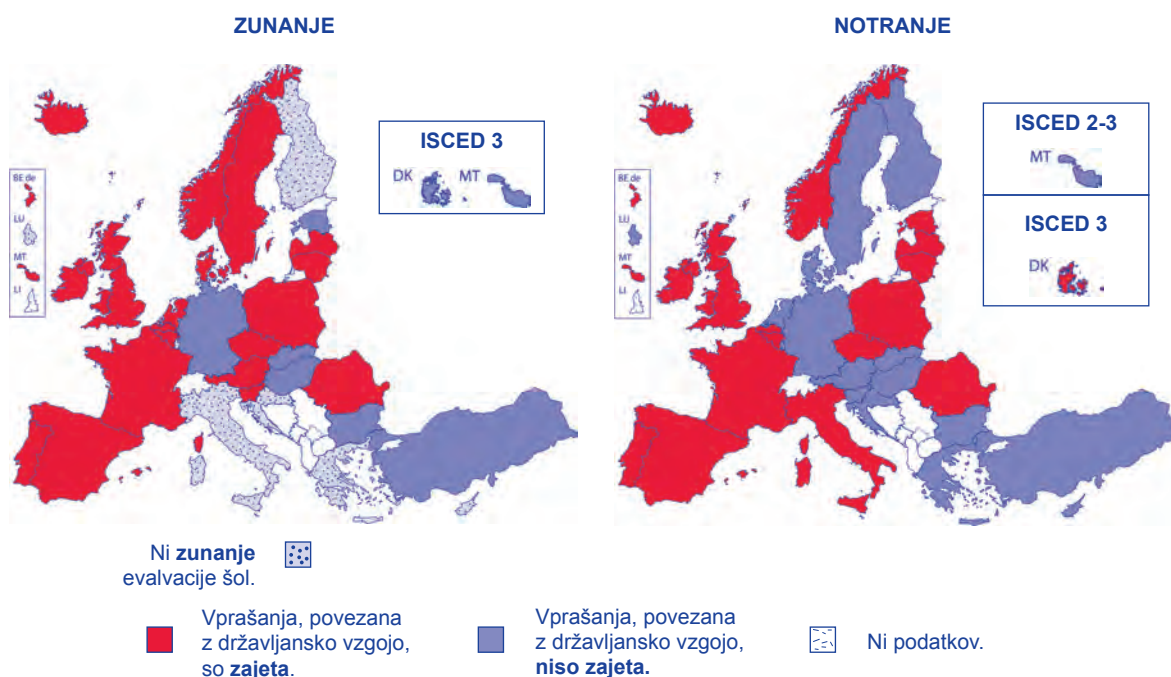 ZUNANJE
NOTRANJE
ISCED 3
DK
MT
BE de
LU
MT
LI
ISCED 2-3
MT
ISCED 3
DK
BE de
LU
MT
LI
Ni zunanje
evalvacije šol.
Vprašanja, povezana
z državljansko vzgojo,
so zajeta.
Vprašanja, povezana
z državljansko vzgojo,
niso zajeta.
Ni podatkov.